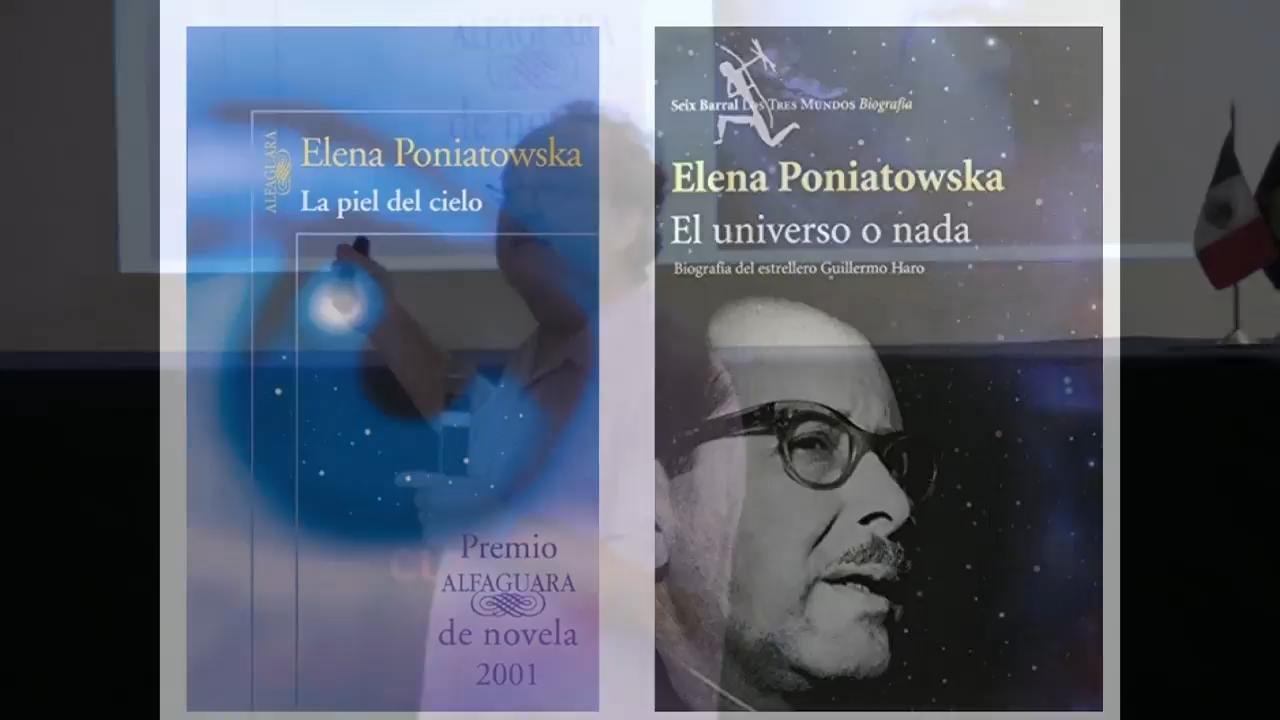 ALFAGUARA
Elena Poniatowska
La piel del cielo
Premio
ALFAGUARA
de novela
2001
Seix Barral Los Tres Mundos Biografía
Elena Poniatowska
El universo o nada
Biografía del estrellero Guillermo Haro